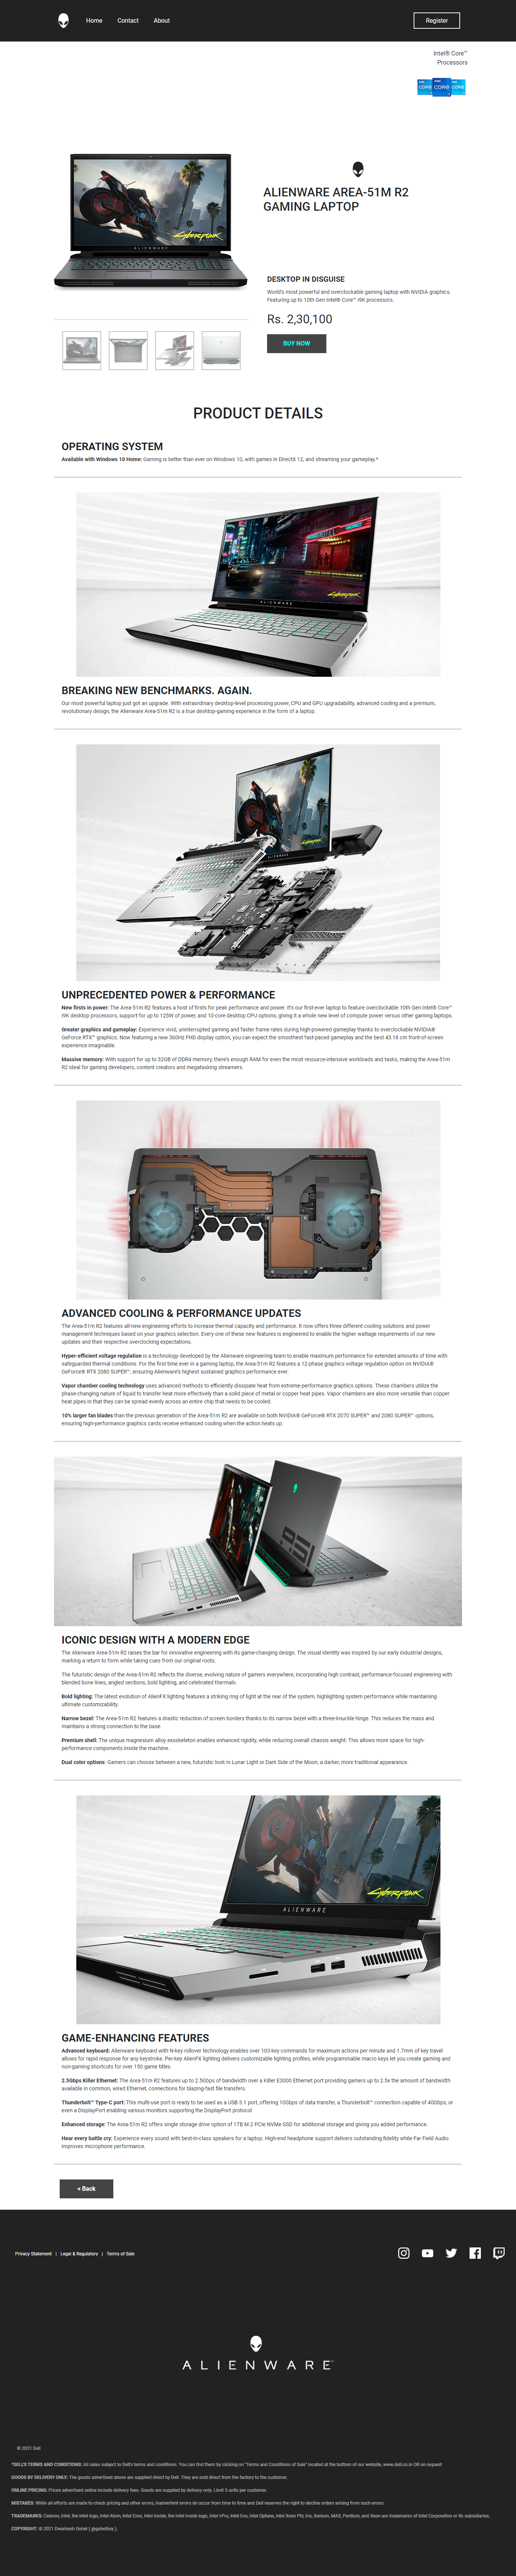 Home Contact About Register
Intel® Core™
Processors
intel CORE intel CORE intel CORE
ALIENWARE AREA-51M R2
GAMING LAPTOP
CYBERPUNK
ALIENWARE
DESKTOP IN DISGUISE
World's most powerful and overclockable gaming laptop with NVIDIA graphics.
Featuring up to 10th Gen Intel® Core™ i9K processors.
Rs. 2,30,100
BUY NOW
PRODUCT DETAILS
OPERATING SYSTEM
Available with Windows 10 Home: Gaming is better than ever on Windows 10, with games in DirectX 12, and streaming your gameplay.*
CYBERPUNK
ALIENWARE
BREAKING NEW BENCHMARKS. AGAIN.
Our most powerful laptop just got an upgrade. With extraordinary desktop-level processing power, CPU and GPU upgradability, advanced cooling and a premium,
revolutionary design, the Alienware Area-51m R2 is a true desktop-gaming experience in the form of a laptop.
CYBERPUNK
ALIENWARE
UNPRECEDENTED POWER & PERFORMANCE
New firsts in power: The Area-51m R2 features a host of firsts for peak performance and power. It's our first-ever laptop to feature overclockable 10th Gen Intel® Core™
i9K desktop processors, support for up to 125W of power, and 10-core desktop CPU options, giving it a whole new level of compute power versus other gaming laptops.
Greater graphics and gameplay: Experience vivid, uninterrupted gaming and faster frame rates during high-powered gameplay thanks to overclockable NVIDIA®
GeForce RTX™ graphics. Now featuring a new 360Hz FHD display option, you can expect the smoothest fast-paced gameplay and the best 43.18 cm front-of-screen
experience imaginable.
Massive memory: With support for up to 32GB of DDR4 memory, there's enough RAM for even the most resource-intensive workloads and tasks, making the Area-51m
R2 ideal for gaming developers, content creators and megatasking streamers.
ADVANCED COOLING & PERFORMANCE UPDATES
The Area-51m R2 features all-new engineering efforts to increase thermal capacity and performance. It now offers three different cooling solutions and power
management techniques based on your graphics selection. Every one of these new features is engineered to enable the higher wattage requirements of our new
updates and their respective overclocking expectations.
Hyper-efficient voltage regulation is a technology developed by the Alienware engineering team to enable maximum performance for extended amounts of time with
safeguarded thermal conditions. For the first time ever in a gaming laptop, the Area-51m R2 features a 12-phase graphics voltage regulation option on NVIDIA®
GeForce® RTX 2080 SUPER™, ensuring Alienware's highest sustained graphics performance ever.
Vapor chamber cooling technology uses advanced methods to efficiently dissipate heat from extreme-performance graphics options. These chambers utilize the
phase-changing nature of liquid to transfer heat more effectively than a solid piece of metal or copper heat pipes. Vapor chambers are also more versatile than copper
heat pipes in that they can be spread evenly across an entire chip that needs to be cooled.
10% larger fan blades than the previous generation of the Area-51m R2 are available on both NVIDIA® GeForce® RTX 2070 SUPER™ and 2080 SUPER™ options,
ensuring high-performance graphics cards receive enhanced cooling when the action heats up.
ICONIC DESIGN WITH A MODERN EDGE
The Alienware Area-51m R2 raises the bar for innovative engineering with its game-changing design. The visual identity was inspired by our early industrial designs,
marking a return to form while taking cues from our original roots.
The futuristic design of the Area-51m R2 reflects the diverse, evolving nature of gamers everywhere, incorporating high contrast, performance-focused engineering with
blended bone lines, angled sections, bold lighting, and celebrated thermals.
Bold lighting: The latest evolution of AlienFX lighting features a striking ring of light at the rear of the system, highlighting system performance while maintaining
ultimate customizability.
Narrow bezel: The Area-51m R2 features a drastic reduction of screen borders thanks to its narrow bezel with a three-knuckle hinge. This reduces the mass and
maintains a strong connection to the base.
Premium shell: The unique magnesium alloy exoskeleton enables enhanced rigidity, while reducing overall chassis weight. This allows more space for high-
performance components inside the machine.
Dual color options: Gamers can choose between a new, futuristic look in Lunar Light or Dark Side of the Moon, a darker, more traditional appearance.
CYBERPUNK
ALIENWARE
GAME-ENHANCING FEATURES
Advanced keyboard: Alienware keyboard with N-key rollover technology enables over 103-key commands for maximum actions per minute and 1.7mm of key travel
allows for rapid response for any keystroke. Per-key AlienFX lighting delivers customizable lighting profiles, while programmable macro keys let you create gaming and
non-gaming shortcuts for over 150 game titles.
2.5Gbps Killer Ethernet: The Area-51m R2 features up to 2.5gbps of bandwidth over a Killer E3000 Ethernet port providing gamers up to 2.5x the amount of bandwidth
available in common, wired Ethernet, connections for blazing-fast file transfers.
Thunderbolt™ Type-C port: This multi-use port is ready to be used as a USB 3.1 port, offering 10Gbps of data transfer, a Thunderbolt™ connection capable of 40Gbps, or
even a DisplayPort enabling various monitors supporting the DisplayPort protocol
Enhanced storage: The Area-51m R2 offers single storage drive option of 1TB M.2 PCIe NVMe SSD for additional storage and giving you added performance.
Hear every battle cry: Experience every sound with best-in-class speakers for a laptop. High-end headphone support delivers outstanding fidelity while Far Field Audio
improves microphone performance.
< Back
Privacy Statement | Legal & Regulatory | Terms of Sale
ALIENWARE™
© 2021 Dell
*DELL'S TERMS AND CONDITIONS: All sales subject to Dell's terms and conditions. You can find them by clicking on "Terms and Conditions of Sale" located at the bottom of our website, www.dell.co.in OR on request
GOODS BY DELIVERY ONLY: The goods advertised above are supplied direct by Dell. They are sold direct from the factory to the customer.
ONLINE PRICING: Prices advertised online include delivery fees. Goods are supplied by delivery only. Limit 5 units per customer.
MISTAKES: While all efforts are made to check pricing and other errors, inadvertent errors do occur from time to time and Dell reserves the right to decline orders arising from such errors.
TRADEMARKED: Celeron, Intel, the Intel logo, Intel Atom, Intel Core, Intel Inside, the Intel Inside logo, Intel vPro, Intel Evo, Intel Optane, Intel Xeon Phi, Iris, Itanium, MAX, Pentium, and Xeon are trademarks of Intel Corporation or its subsidiaries.
COPYRIGHT: © 2021 Dwarmesh Gohel ( @gohelboy ).